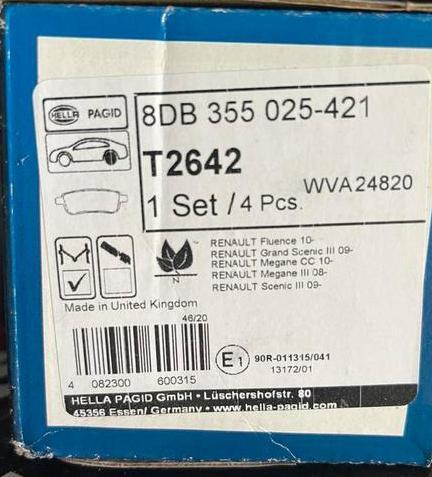 HELLA PAGID
8DB 355 025-421
T2642
WVA24820
1 Set / 4 Pcs.
RENAULT Fluence 10-
RENAULT Grand Scenic III 09-
RENAULT Megane CC 10-
RENAULT Megane III 08-
RENAULT Scenic III 09-
N
Made in United Kingdom
46/20
4 082300 600315
E1
90R-011315/041
13172/01
HELLA PAGID GmbH • Lüschershofstr. 80
45356 Essen/ Germany • www.hella-pagid.com